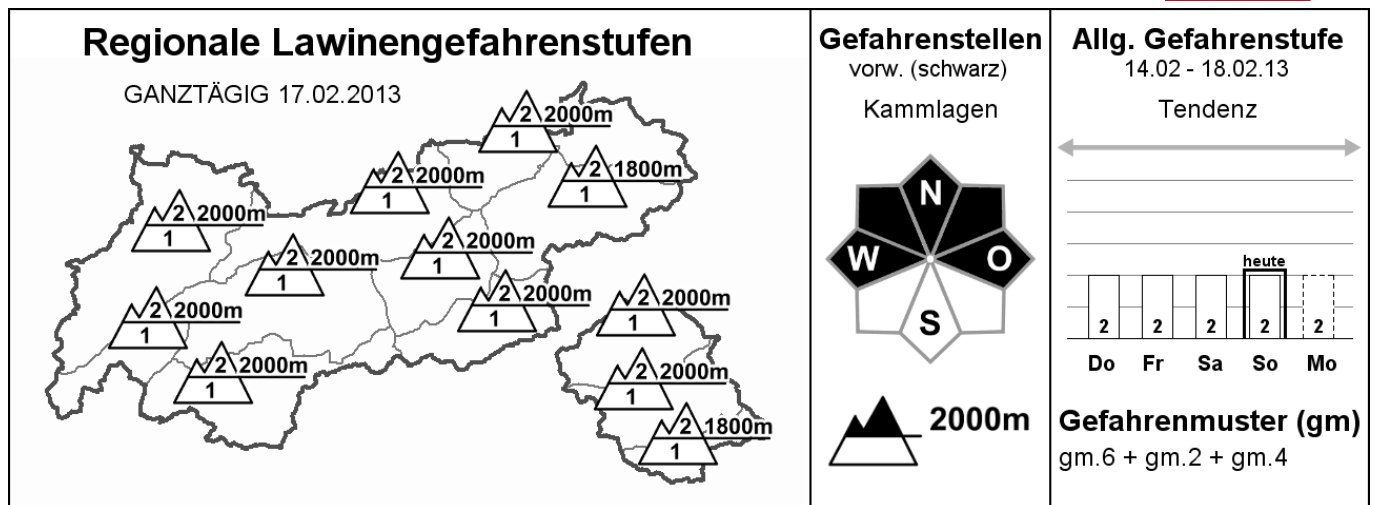 Regionale Lawinengefahrenstufen
GANZTÄGIG 17.02.2013
2 2000m
1
2 1800m
1
2 2000m
1
2 2000m
1
2 2000m
1
2 2000m
1
2 2000m
1
2 2000m
1
2 2000m
1
2 2000m
1
2 2000m
1
2 1800m
1
Gefahrenstellen
vorw. (schwarz)
Kammlagen
N
W
O
S
2000m
Allg. Gefahrenstufe
14.02 - 18.02.13
Tendenz
heute
2 2 2 2 2
Do Fr Sa So Mo
Gefahrenmuster (gm)
gm.6 + gm.2 + gm.4